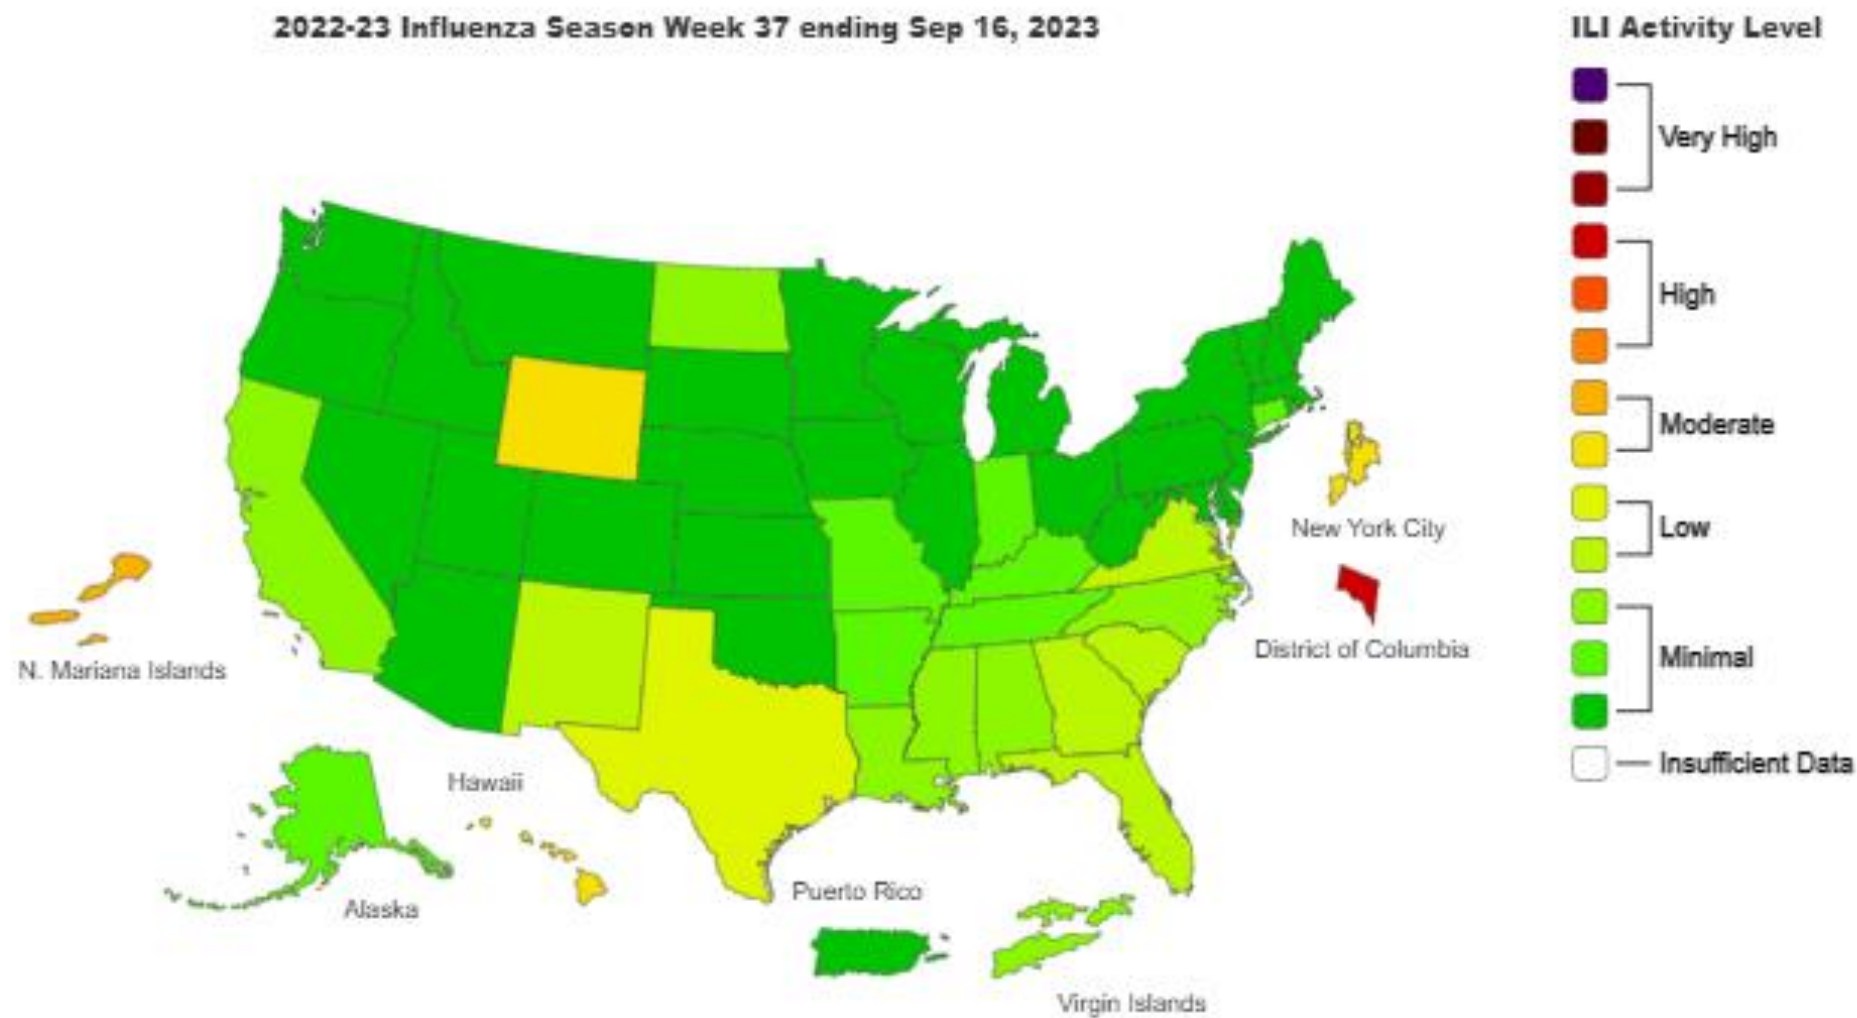 2022-23 Influenza Season Week 37 ending Sep 16, 2023
ILI Activity Level
Very High
High
Moderate
Low
Minimal
Insufficient Data
New York City
District of Columbia
N. Mariana Islands
Hawaii
Alaska
Puerto Rico
Virgin Islands